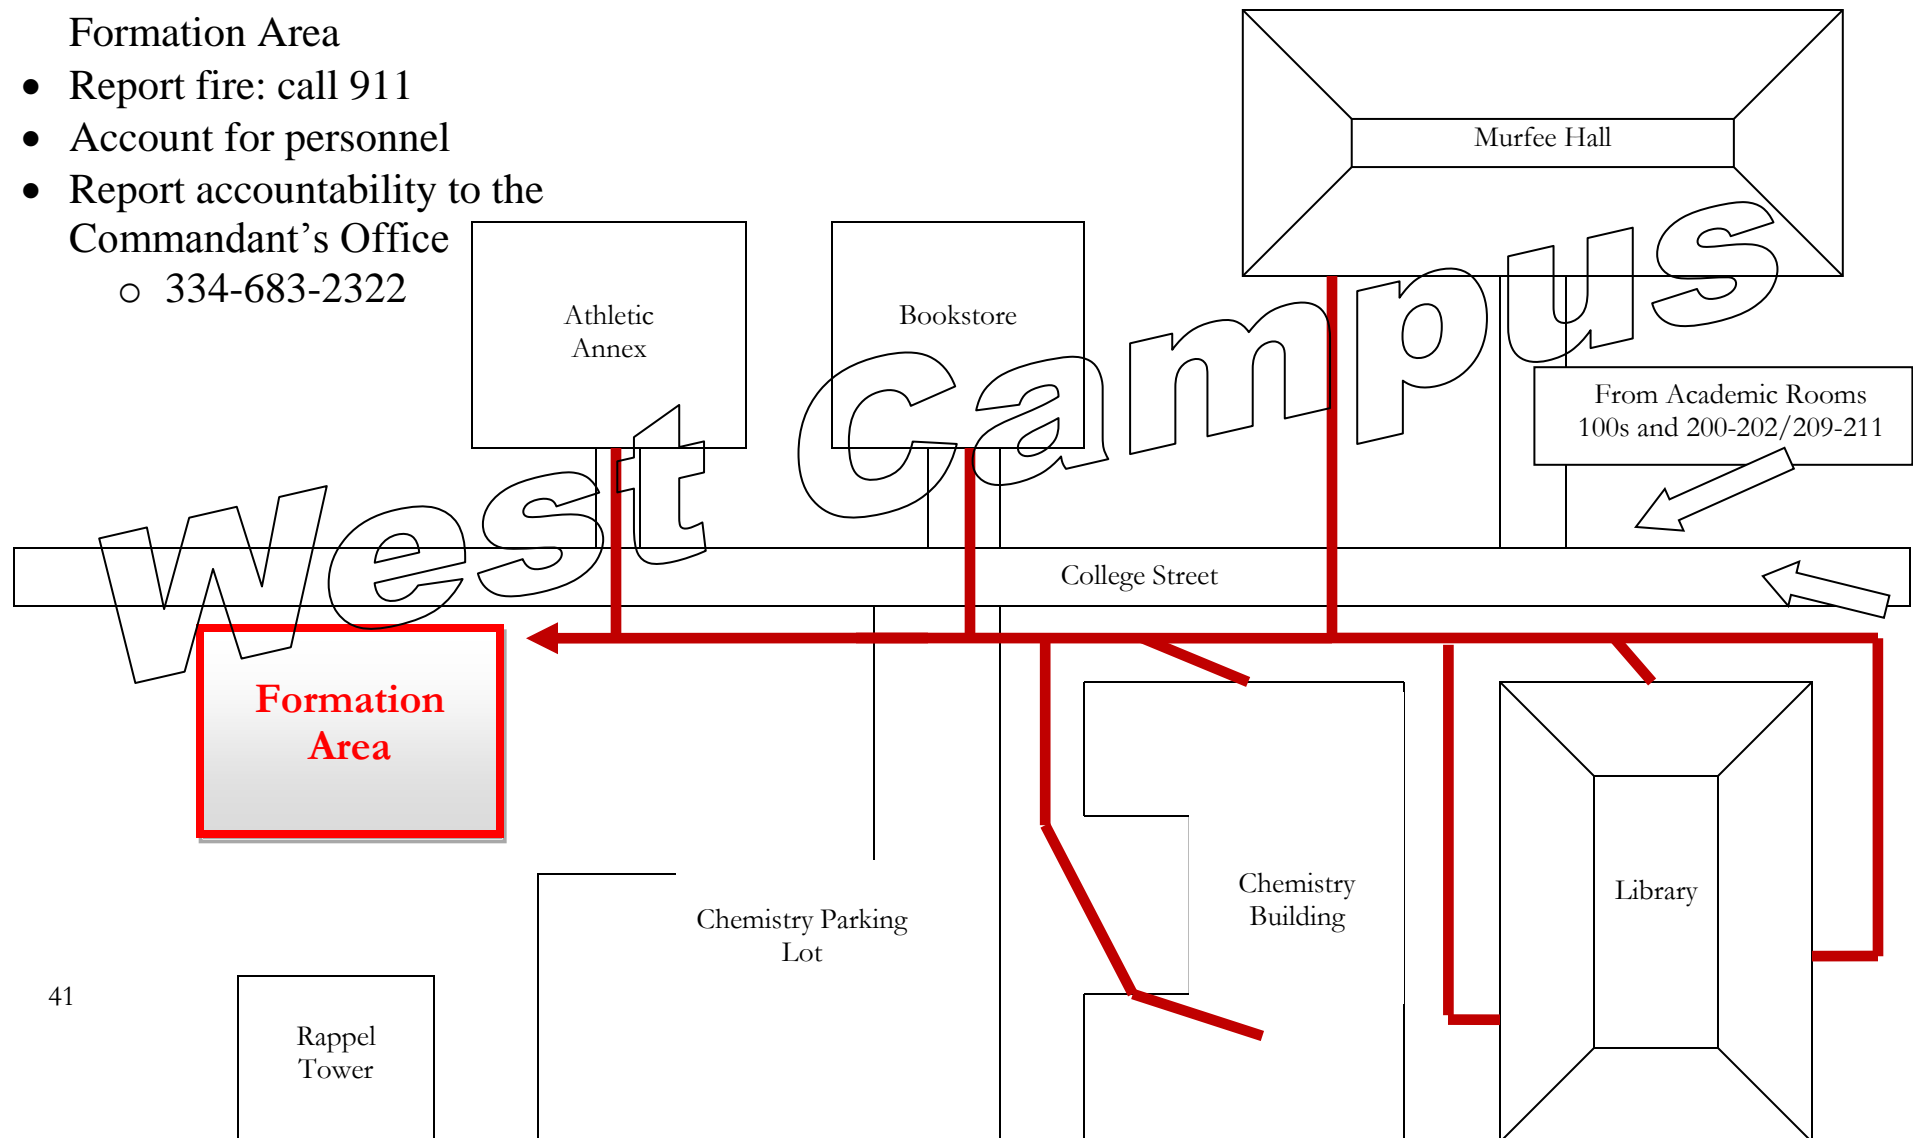 Formation Area
• Report fire: call 911
• Account for personnel
• Report accountability to the
Commandant’s Office
o 334-683-2322
Murfee Hall
Athletic
Annex
Bookstore
West Campus
From Academic Rooms
100s and 200-202/209-211
College Street
Formation
Area
Chemistry Parking
Lot
Chemistry
Building
Library
41
Rappel
Tower